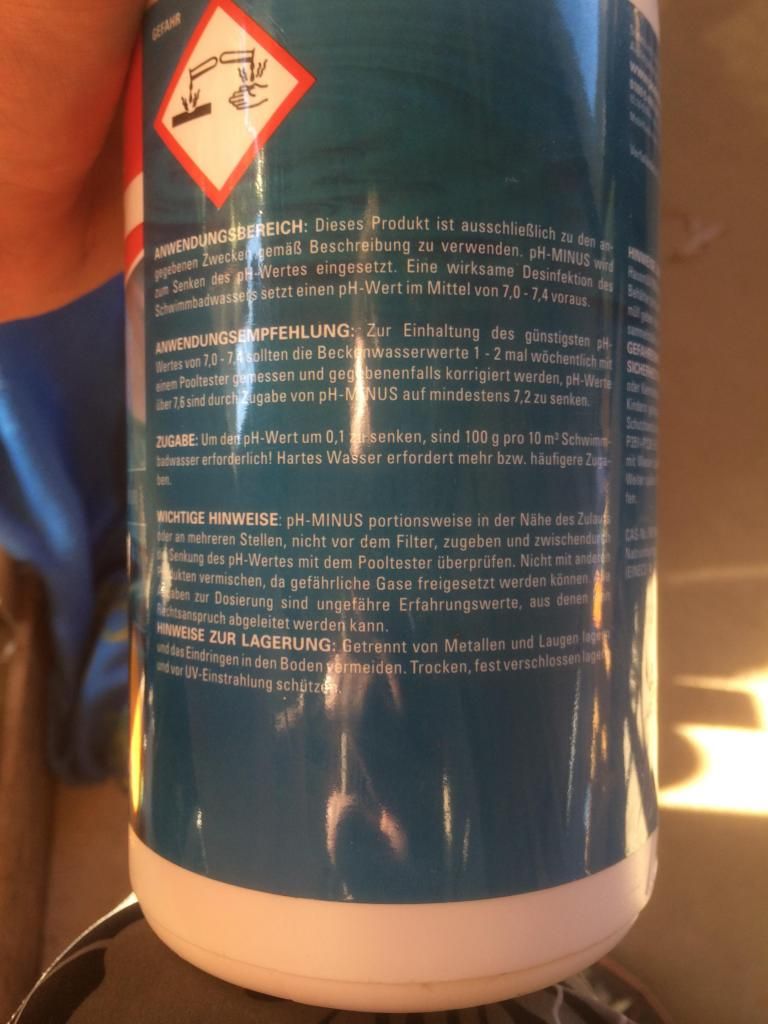 GEFAHR
ANWENDUNGSBEREICH: Dieses Produkt ist ausschließlich zu den an-
gegebenen Zwecken gemäß Beschreibung zu verwenden. pH-MINUS wird
zum Senken des pH-Wertes eingesetzt. Eine wirksame Desinfektion des
Schwimmbadwassers setzt einen pH-Wert im Mittel von 7,0 - 7,4 voraus.
ANWENDUNGSEMPFEHLUNG: Zur Einhaltung des günstigsten pH-
Wertes von 7,0 - 7,4 sollten die Beckenwasserwerte 1 - 2 mal wöchentlich mit
einem Pooltester gemessen und gegebenenfalls korrigiert werden, pH-Werte
über 7,6 sind durch Zugabe von pH-MINUS auf mindestens 7,2 zu senken.
ZUGABE: Um den pH-Wert um 0,1 zu senken, sind 100 g pro 10 m³ Schwimm-
badwasser erforderlich! Hartes Wasser erfordert mehr bzw. häufigere Zuga-
ben.
WICHTIGE HINWEISE: pH-MINUS portionsweise in der Nähe des Zulaufs
oder an mehreren Stellen, nicht vor dem Filter, zugeben und zwischendurch
die Senkung des pH-Wertes mit dem Pooltester überprüfen. Nicht mit anderen
Produkten vermischen, da gefährliche Gase freigesetzt werden können. Alle
Angaben zur Dosierung sind ungefähre Erfahrungswerte, aus denen kein
Rechtsanspruch abgeleitet werden kann.
HINWEISE ZUR LAGERUNG: Getrennt von Metallen und Laugen lagern
und das Eindringen in den Boden vermeiden. Trocken, fest verschlossen lagern
und vor UV-Einstrahlung schützen.